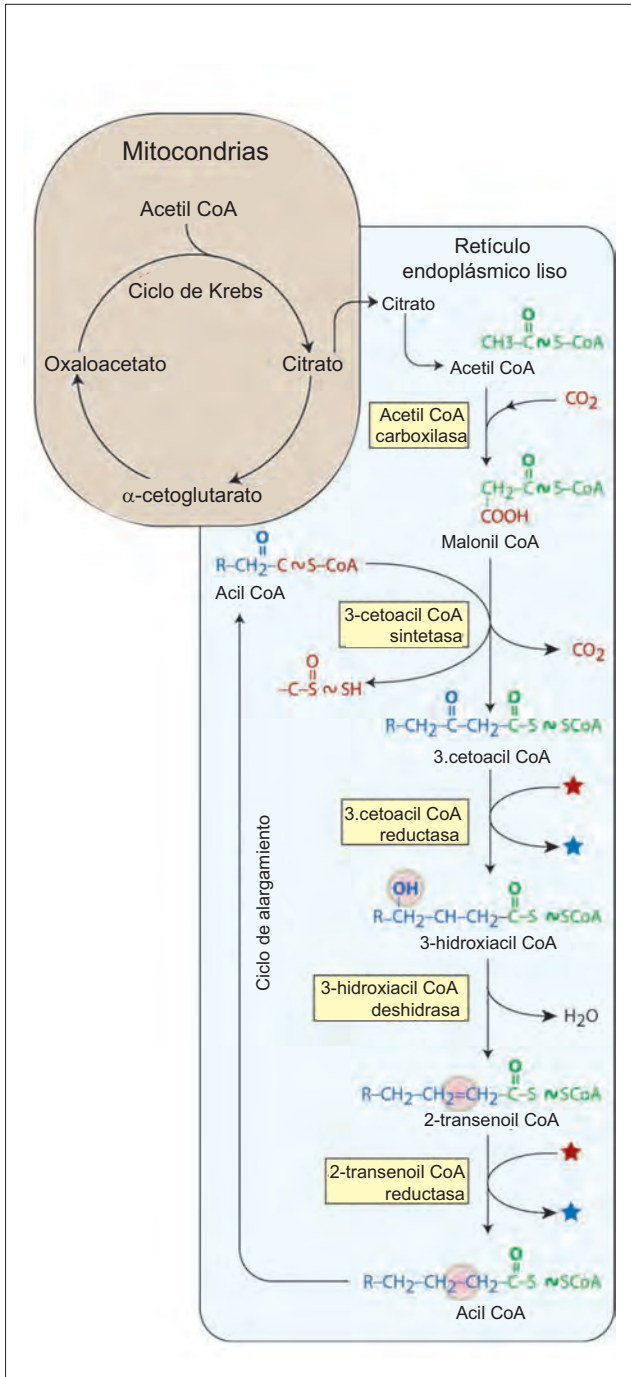 Mitocondrias
Acetil CoA
Ciclo de Krebs
Oxaloacetato
Citrato
α-cetoglutarato
Retículo
endoplásmico liso
Citrato
Acetil CoA
O
CH3–C~S–CoA
Acetil CoA
carboxilasa
CO2
O
CH2–C~S–CoA
COOH
Malonil CoA
O
R–CH2–C~S–CoA
Acil CoA
3-cetoacil CoA
sintetasa
CO2
O
–C–S~SH
O O
R–CH2–C–CH2–C–S~SCoA
3.cetoacil CoA
3.cetoacil CoA
reductasa
OH O
R–CH2–CH–CH2–C–S~SCoA
3-hidroxiacil CoA
3-hidroxiacil CoA
deshidrasa
H2O
O
R–CH2–CH2=CH2–C–S~SCoA
2-transenoil CoA
2-transenoil CoA
reductasa
O
R–CH2–CH2–CH2–C–S~SCoA
Acil CoA
Ciclo de alargamiento